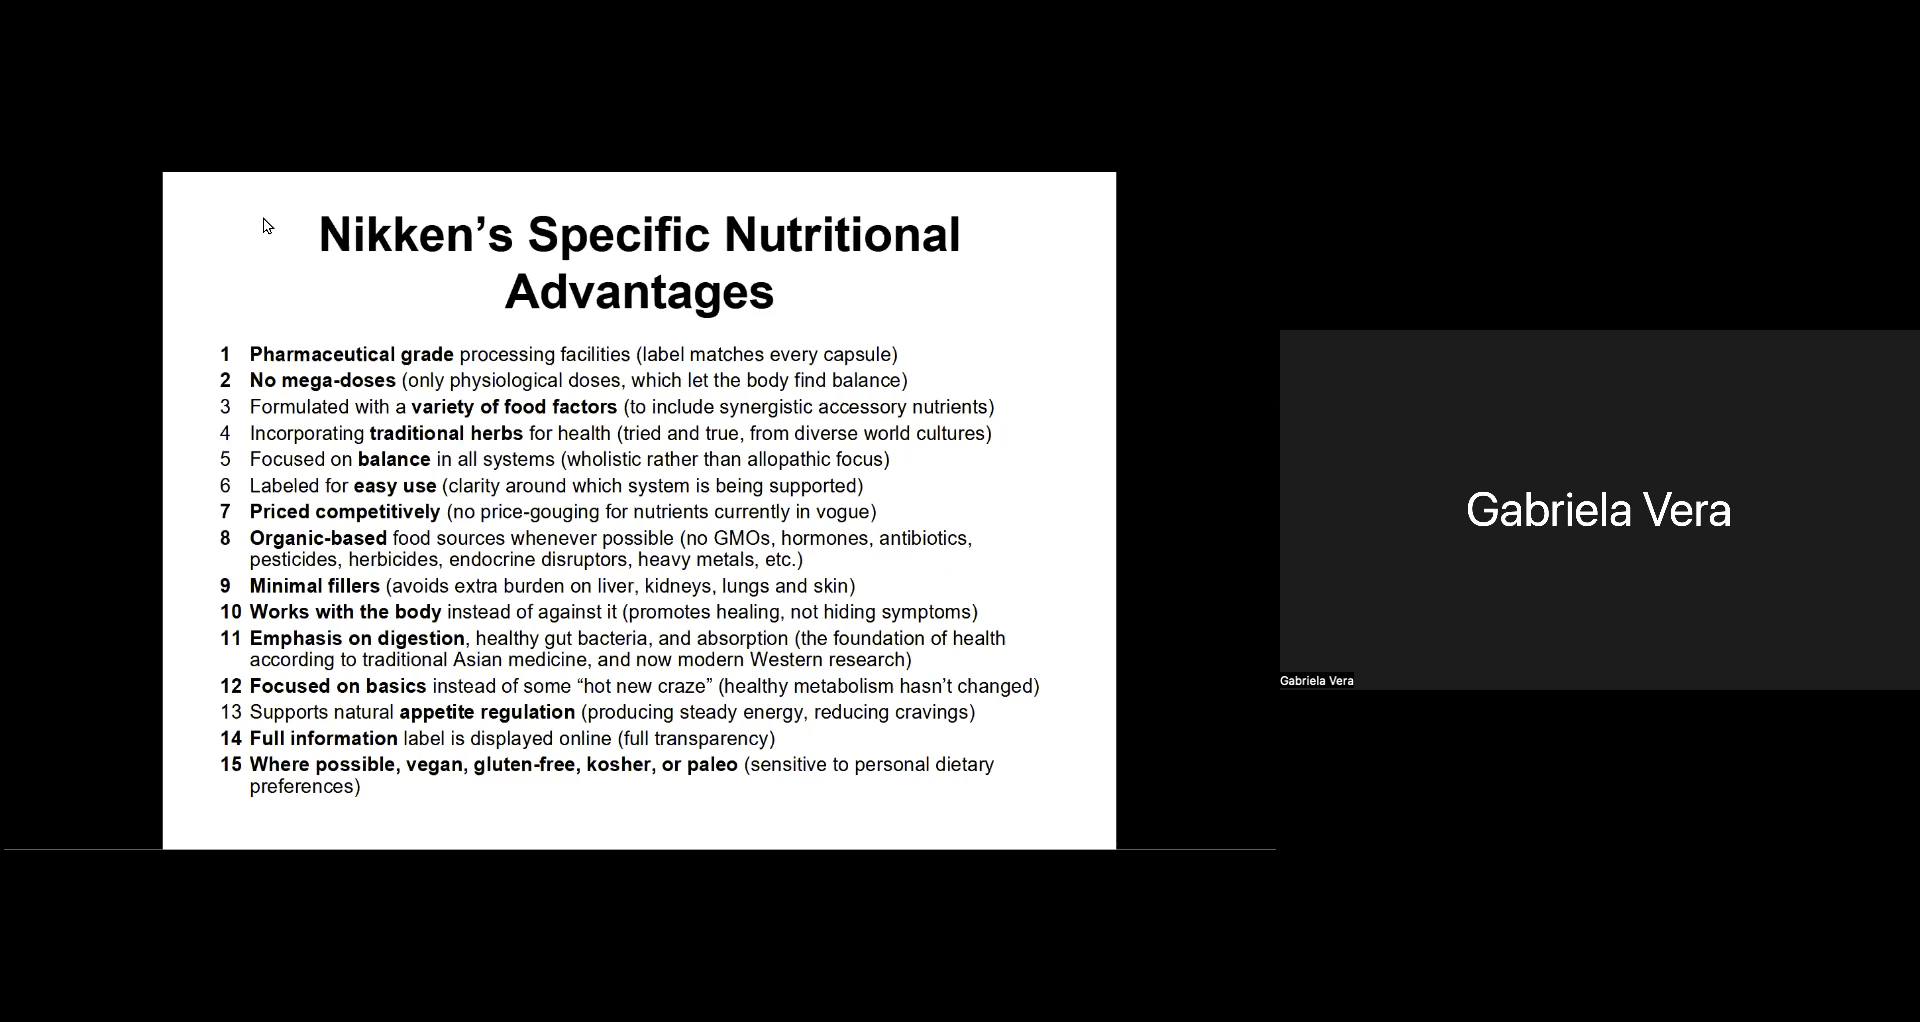 Nikken’s Specific Nutritional
Advantages
1 Pharmaceutical grade processing facilities (label matches every capsule)
2 No mega-doses (only physiological doses, which let the body find balance)
3 Formulated with a variety of food factors (to include synergistic accessory nutrients)
4 Incorporating traditional herbs for health (tried and true, from diverse world cultures)
5 Focused on balance in all systems (wholistic rather than allopathic focus)
6 Labeled for easy use (clarity around which system is being supported)
7 Priced competitively (no price-gouging for nutrients currently in vogue)
8 Organic-based food sources whenever possible (no GMOs, hormones, antibiotics,
pesticides, herbicides, endocrine disruptors, heavy metals, etc.)
9 Minimal fillers (avoids extra burden on liver, kidneys, lungs and skin)
10 Works with the body instead of against it (promotes healing, not hiding symptoms)
11 Emphasis on digestion, healthy gut bacteria, and absorption (the foundation of health
according to traditional Asian medicine, and now modern Western research)
12 Focused on basics instead of some “hot new craze” (healthy metabolism hasn’t changed)
13 Supports natural appetite regulation (producing steady energy, reducing cravings)
14 Full information label is displayed online (full transparency)
15 Where possible, vegan, gluten-free, kosher, or paleo (sensitive to personal dietary
preferences)
Gabriela Vera
Gabriela Vera